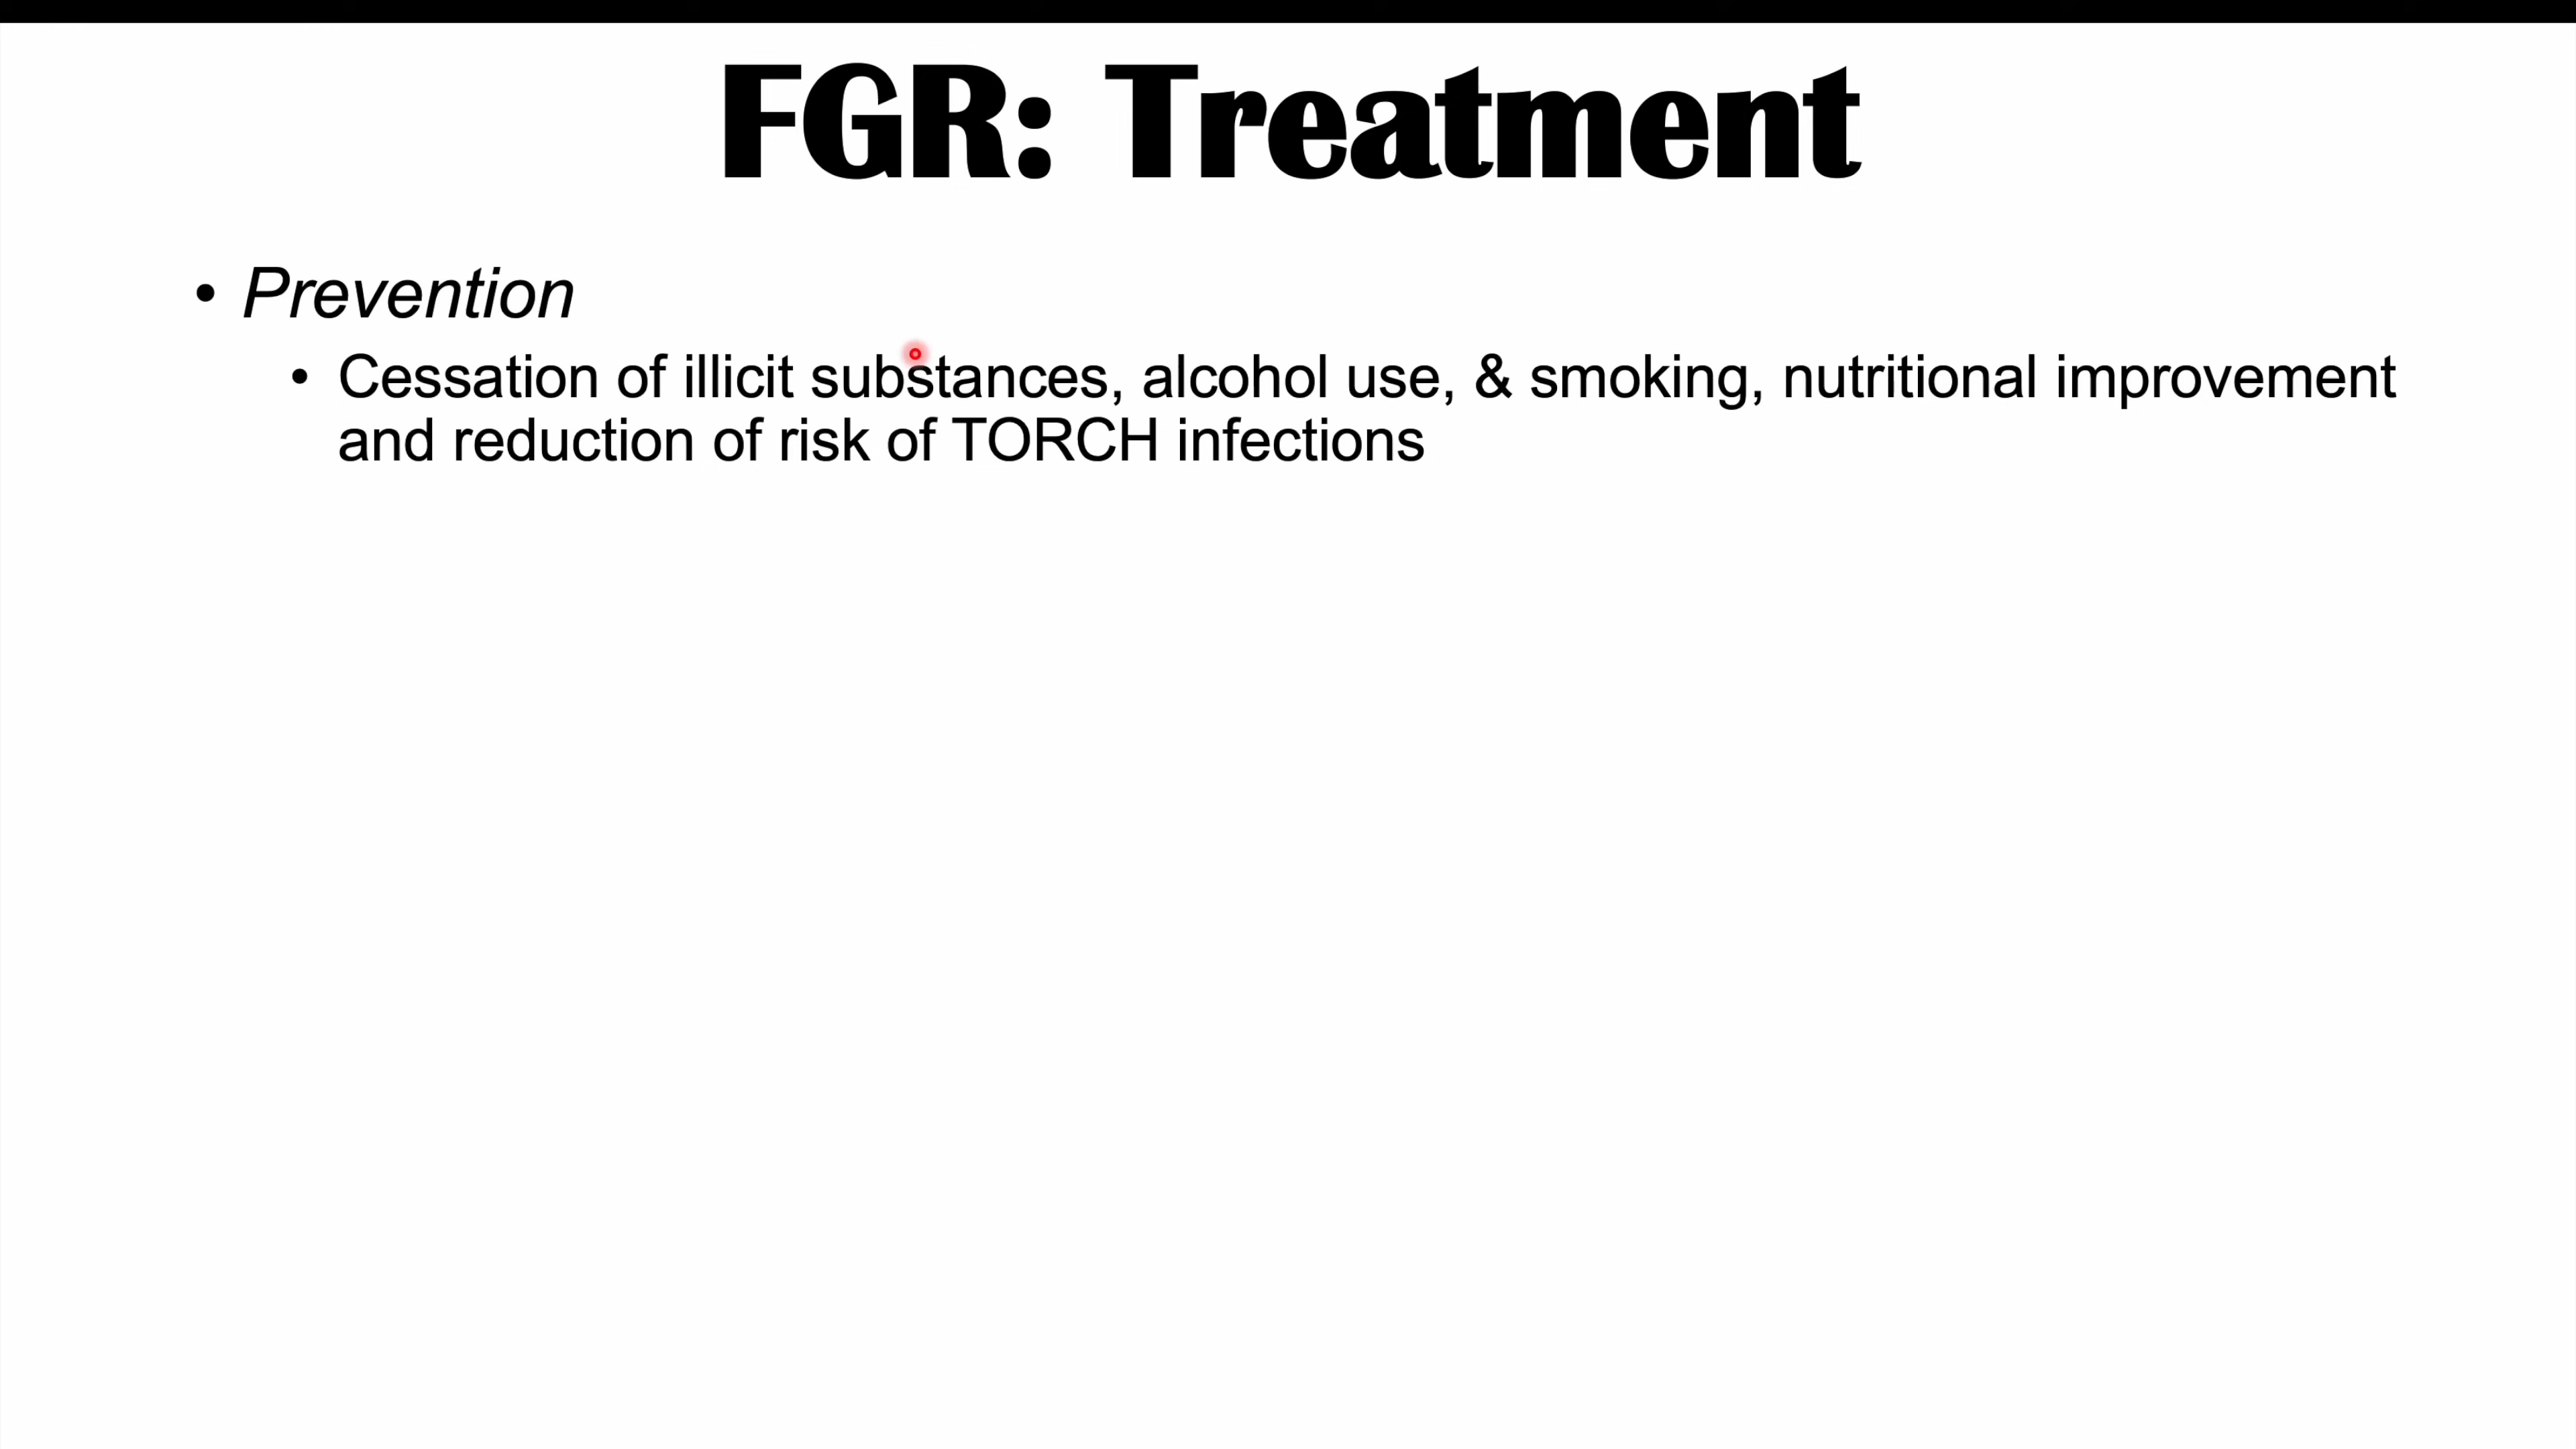 FGR: Treatment
• Prevention
• Cessation of illicit substances, alcohol use, & smoking, nutritional improvement
and reduction of risk of TORCH infections